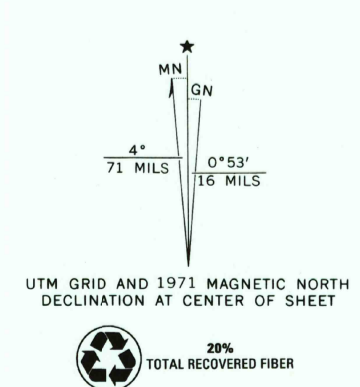 MN
GN
4°
71 MILS
0°53′
16 MILS
UTM GRID AND 1971 MAGNETIC NORTH
DECLINATION AT CENTER OF SHEET
20%
TOTAL RECOVERED FIBER